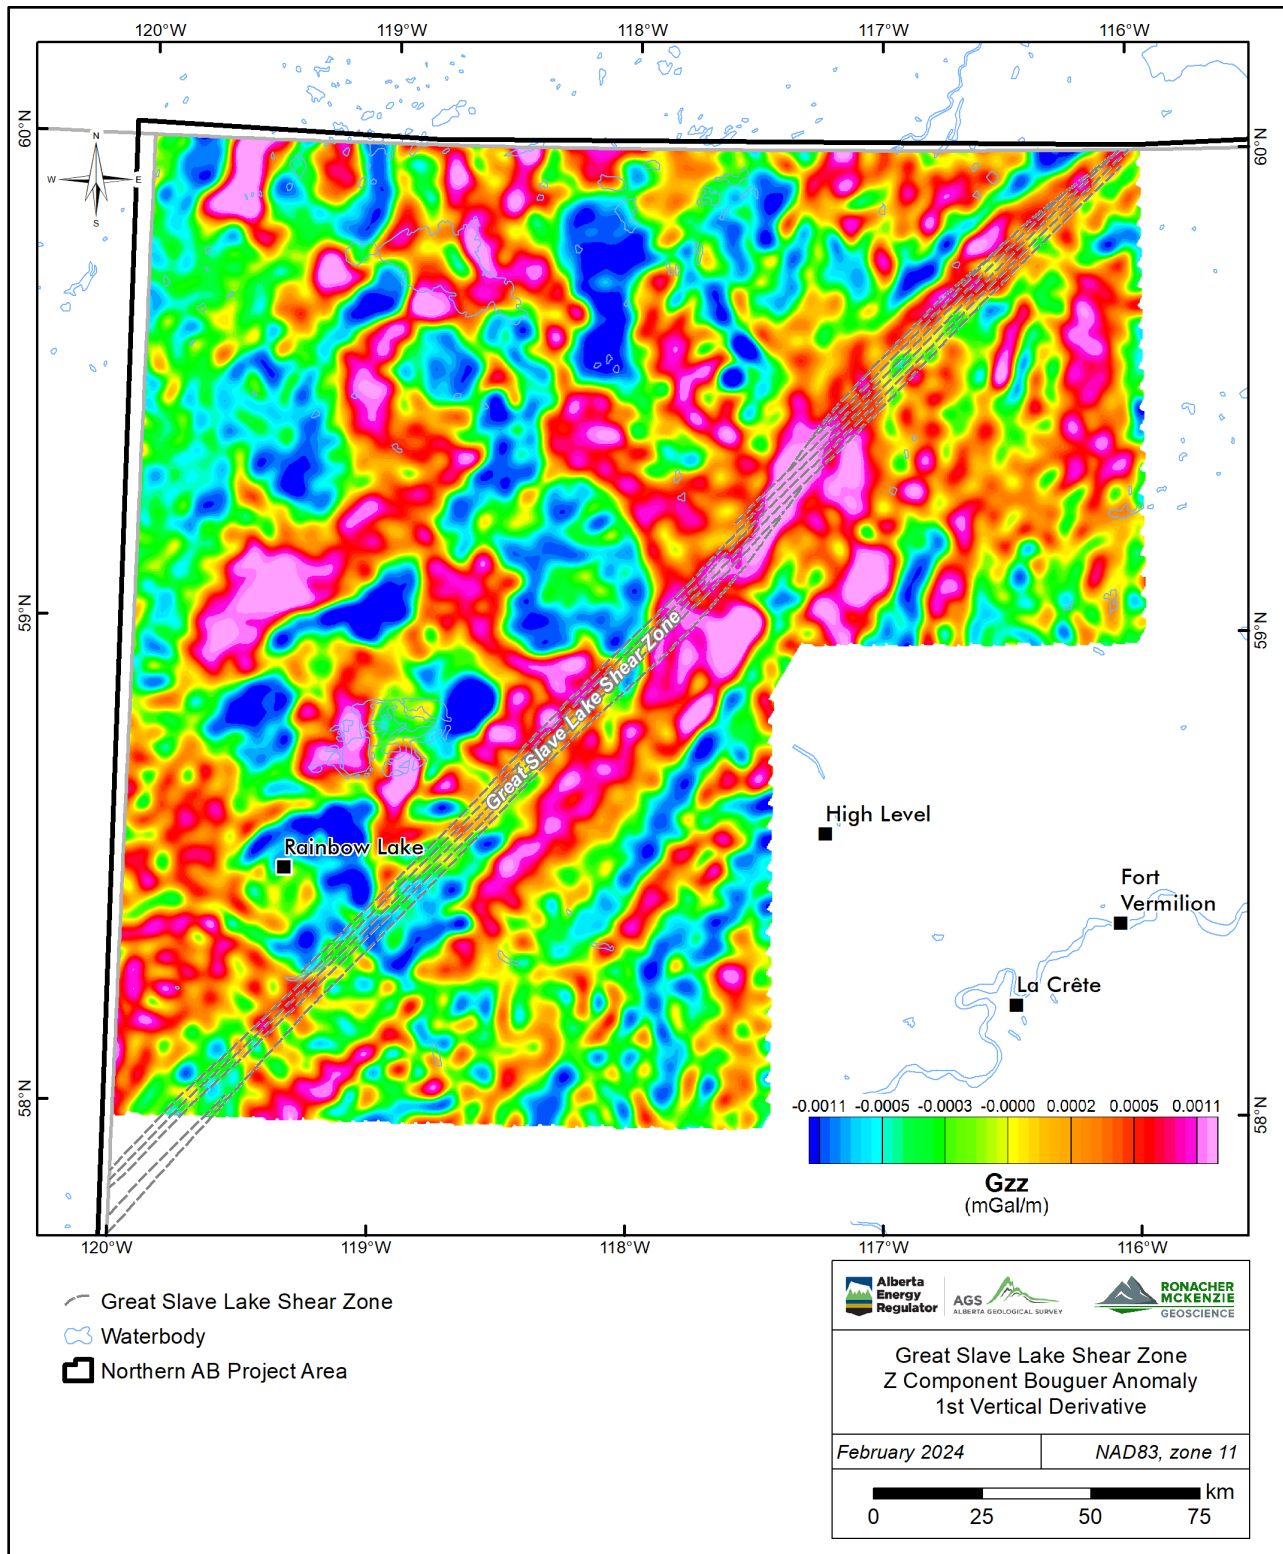 120°W
119°W
118°W
117°W
116°W
60°N
60°N
N
W
E
S
59°N
59°N
Great Slave Lake Shear Zone
High Level
Rainbow Lake
Fort
Vermilion
La Crête
58°N
58°N
-0.0011 -0.0005 -0.0003 -0.0000 0.0002 0.0005 0.0011
Gzz
(mGal/m)
120°W
119°W
118°W
117°W
116°W
Great Slave Lake Shear Zone
Waterbody
Northern AB Project Area
Alberta
Energy
Regulator
AGS
ALBERTA GEOLOGICAL SURVEY
RONACHER
MCKENZIE
GEOSCIENCE
Great Slave Lake Shear Zone
Z Component Bouguer Anomaly
1st Vertical Derivative
February 2024
NAD83, zone 11
km
0 25 50 75